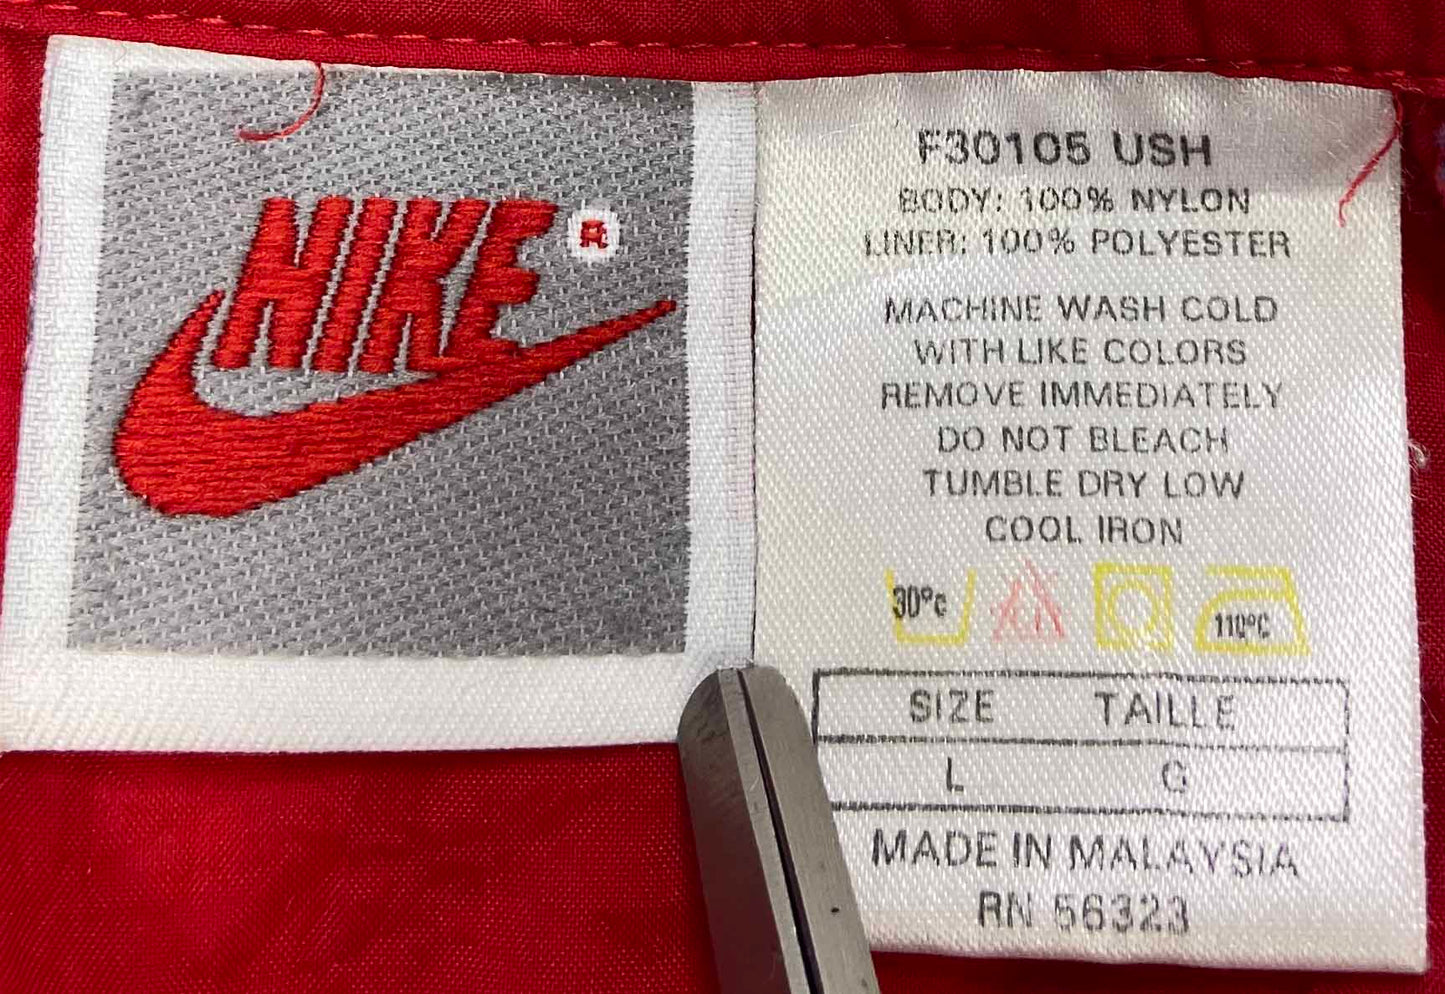 NIKE ®
F30105 USH
BODY: 100% NYLON
LINER: 100% POLYESTER
MACHINE WASH COLD
WITH LIKE COLORS
REMOVE IMMEDIATELY
DO NOT BLEACH
TUMBLE DRY LOW
COOL IRON
30°c 110°C
SIZE TAILLE
L G
MADE IN MALAYSIA
RN 56323